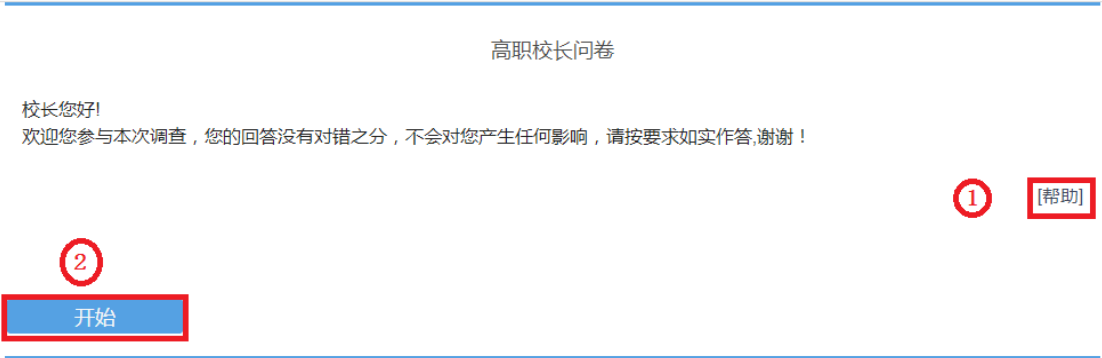 高职校长问卷
校长您好!
欢迎您参与本次调查，您的回答没有对错之分，不会对您产生任何影响，请按要求如实作答,谢谢！
① [帮助]
②
开始